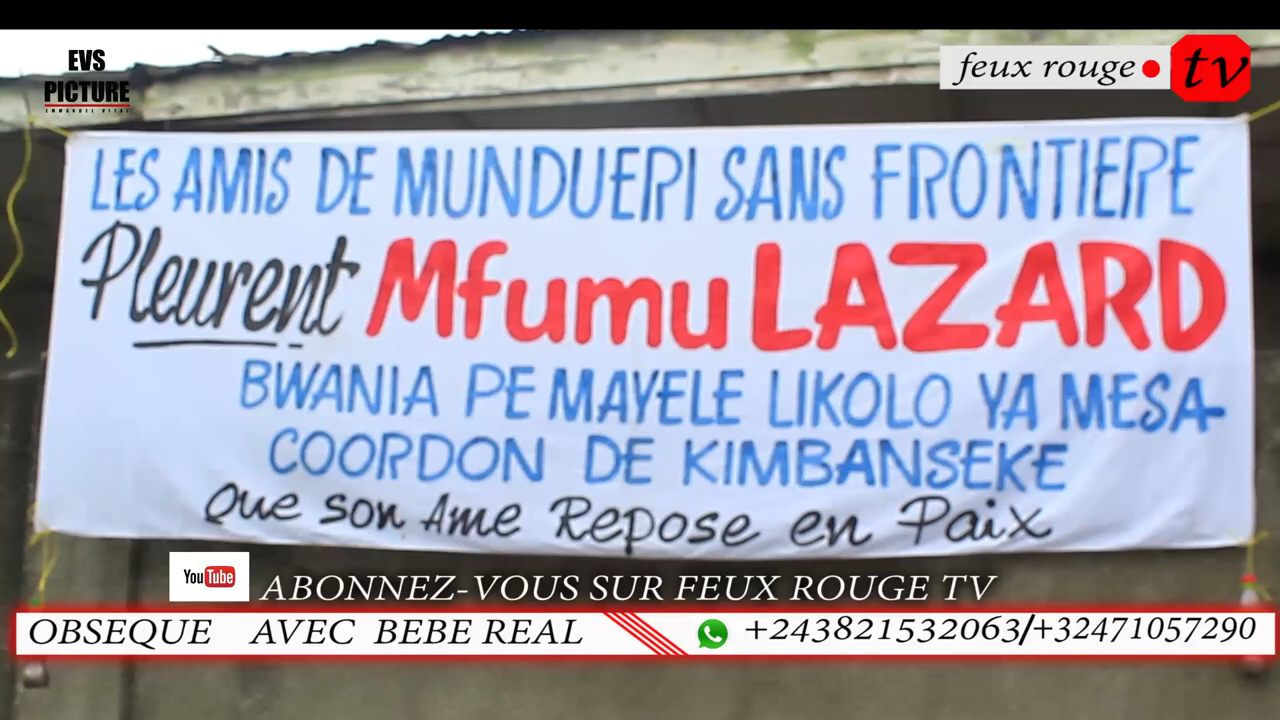 EVS
PICTURE
EMMANUEL VITAL
feux rouge tv
LES AMIS DE MUNDUERI SANS FRONTIERE
Pleurent Mfumu LAZARD
BWANIA PE MAYELE LIKOLO YA MESA-
COORDON DE KIMBANSEKE
Que son Ame Repose en Paix
YouTube ABONNEZ-VOUS SUR FEUX ROUGE TV
OBSEQUE AVEC BEBE REAL +243821532063/+32471057290